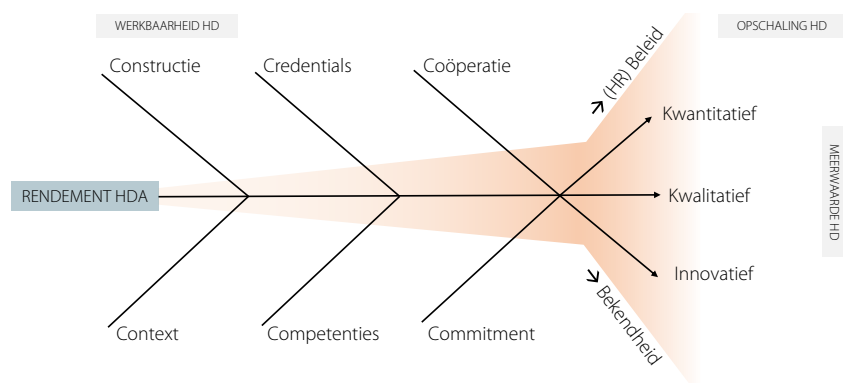 WERKBAARHEID HD
OPSCHALING HD
Constructie
Credentials
Coöperatie
(HR) Beleid
Kwantitatief
RENDEMENT HDA
Kwalitatief
MEERWAARDE HD
Innovatief
Bekendheid
Context
Competenties
Commitment